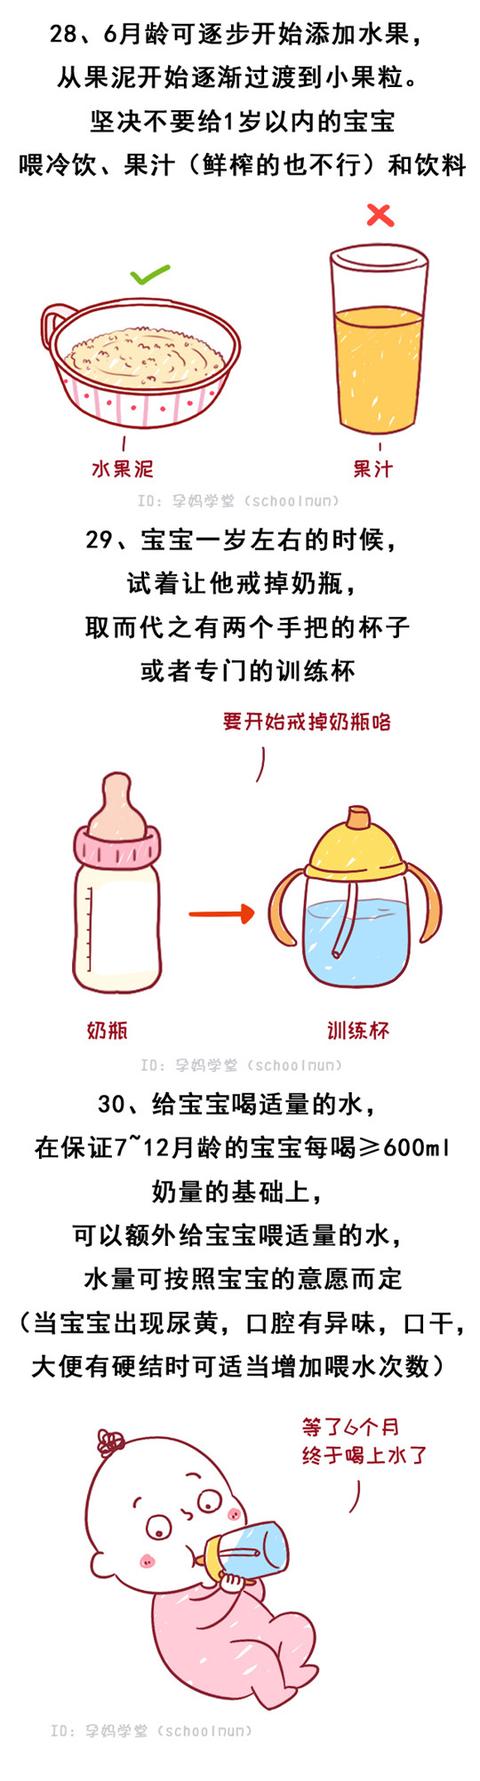 28、6月龄可逐步开始添加水果，
从果泥开始逐渐过渡到小果粒。
坚决不要给1岁以内的宝宝
喂冷饮、果汁（鲜榨的也不行）和饮料
水果泥
果汁
ID：孕妈学堂（schoolnun）
29、宝宝一岁左右的时候，
试着让他戒掉奶瓶，
取而代之有两个手把的杯子
或者专门的训练杯
要开始戒掉奶瓶咯
奶瓶
训练杯
ID：孕妈学堂（schoolnun）
30、给宝宝喝适量的水，
在保证7~12月龄的宝宝每喝≥600ml
奶量的基础上，
可以额外给宝宝喂适量的水，
水量可按照宝宝的意愿而定
（当宝宝出现尿黄，口腔有异味，口干，
大便有硬结时可适当增加喂水次数）
等了6个月
终于喝上水了
ID：孕妈学堂（schoolnun）